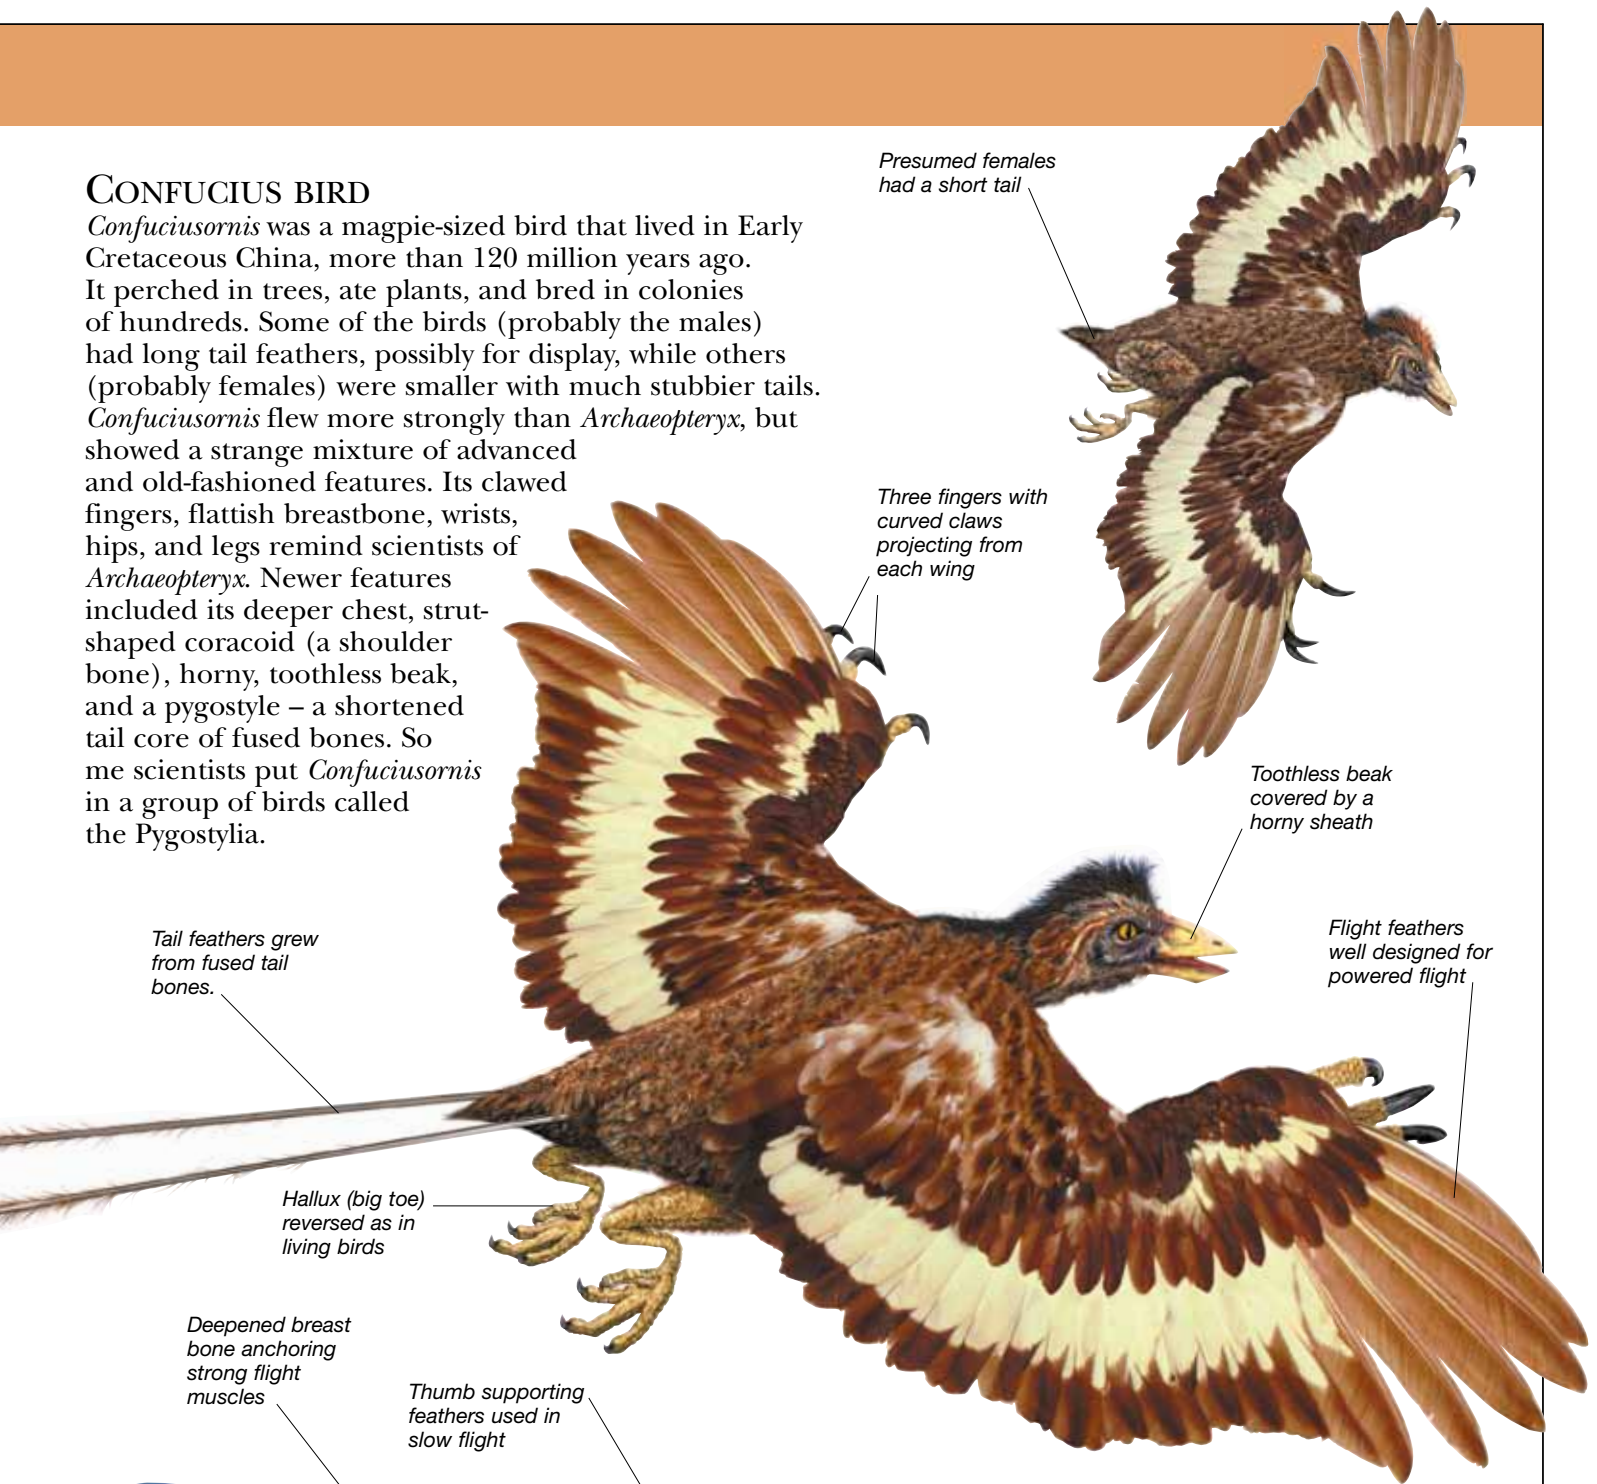 CONFUCIUS BIRD
Confuciusornis was a magpie-sized bird that lived in Early
Cretaceous China, more than 120 million years ago.
It perched in trees, ate plants, and bred in colonies
of hundreds. Some of the birds (probably the males)
had long tail feathers, possibly for display, while others
(probably females) were smaller with much stubbier tails.
Confuciusornis flew more strongly than Archaeopteryx, but
showed a strange mixture of advanced
and old-fashioned features. Its clawed
fingers, flattish breastbone, wrists,
hips, and legs remind scientists of
Archaeopteryx. Newer features
included its deeper chest, strut-
shaped coracoid (a shoulder
bone), horny, toothless beak,
and a pygostyle – a shortened
tail core of fused bones. So
me scientists put Confuciusornis
in a group of birds called
the Pygostylia.
Presumed females
had a short tail
Three fingers with
curved claws
projecting from
each wing
Toothless beak
covered by a
horny sheath
Flight feathers
well designed for
powered flight
Tail feathers grew
from fused tail
bones.
Hallux (big toe)
reversed as in
living birds
Deepened breast
bone anchoring
strong flight
muscles
Thumb supporting
feathers used in
slow flight